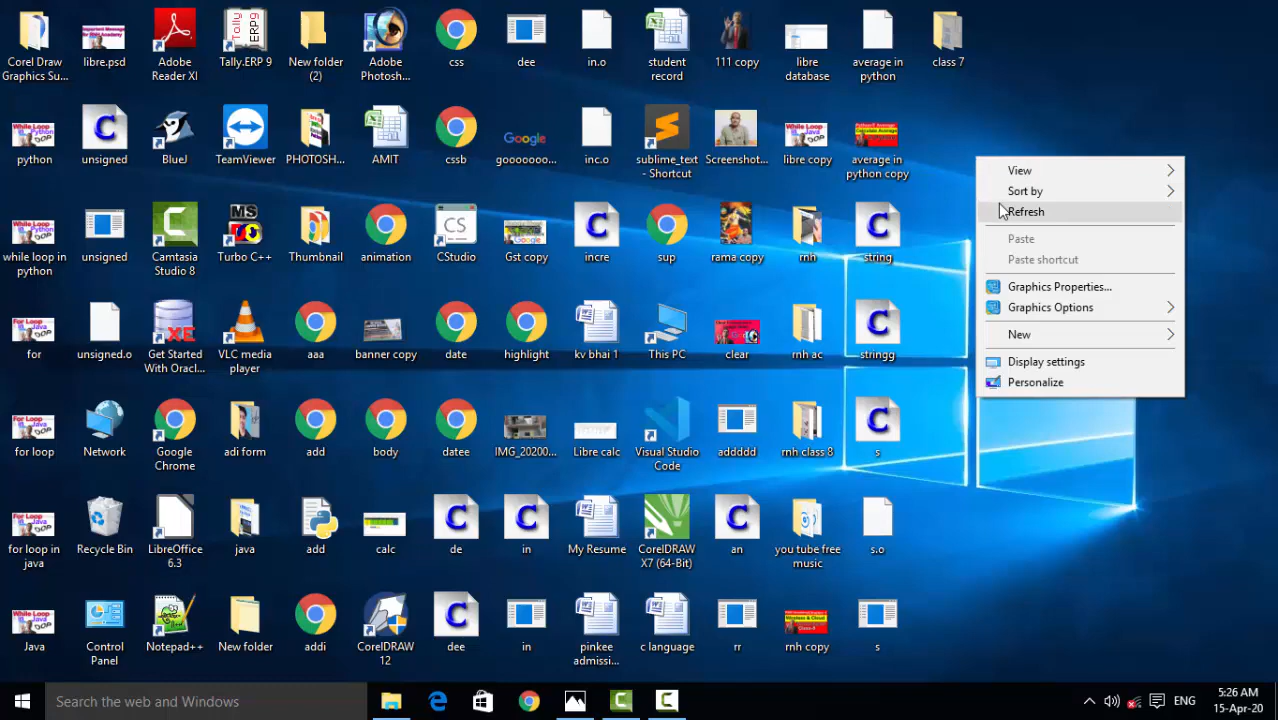 Corel Draw
Graphics Su...
libre.psd
Adobe
Reader XI
Tally.ERP 9
New folder
(2)
Adobe
Photosh...
css
dee
in.o
student
record
111 copy
libre
database
average in
python
class 7
python
unsigned
BlueJ
TeamViewer
PHOTOSH...
AMIT
cssb
Google
gooooooo...
inc.o
sublime_text
- Shortcut
Screenshot...
libre copy
average in
python copy
while loop in
python
unsigned
Camtasia
Studio 8
Turbo C++
Thumbnail
animation
CStudio
Gst copy
incre
sup
rama copy
rnh
string
for
unsigned.o
Get Started
With Oracl...
VLC media
player
aaa
banner copy
date
highlight
kv bhai 1
This PC
clear
rnh ac
stringg
for loop
Network
Google
Chrome
adi form
add
body
datee
IMG_20200...
Libre calc
Visual Studio
Code
addddd
rnh class 8
s
for loop in
java
Recycle Bin
LibreOffice
6.3
java
add
calc
de
in
My Resume
CorelDRAW
X7 (64-Bit)
an
you tube free
music
s.o
Java
Control
Panel
Notepad++
New folder
addi
CorelDRAW
12
dee
in
pinkee
admissi...
c language
rr
rnh copy
s
View
Sort by
Refresh
Paste
Paste shortcut
Graphics Properties...
Graphics Options
New
Display settings
Personalize
Search the web and Windows
ENG
5:26 AM
15-Apr-20